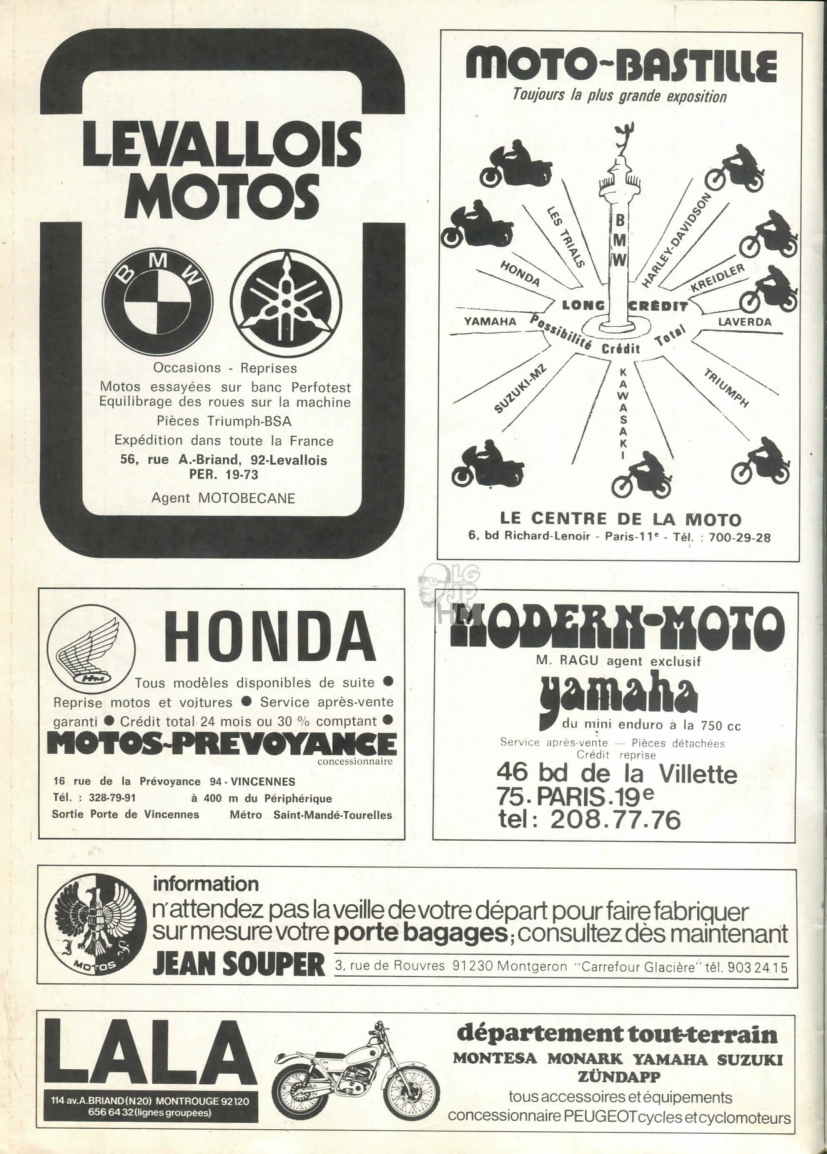 LEVALLOIS
MOTOS
BMW
Occasions - Reprises
Motos essayées sur banc Perfotest
Equilibrage des roues sur la machine
Pièces Triumph-BSA
Expédition dans toute la France
56, rue A.-Briand, 92-Levallois
PER. 19-73
Agent MOTOBECANE
MOTO-BASTILLE
Toujours la plus grande exposition
LES TRIALS
BMW
HARLEY-DAVIDSON
HONDA
KREIDLER
LONG CRÉDIT
YAMAHA
LAVERDA
Possibilité Crédit Total
SUZUKI-MZ
KAWASAKI
TRIUMPH
LE CENTRE DE LA MOTO
6, bd Richard-Lenoir - Paris-11e - Tél. : 700-29-28
LG
JP
H
HONDA
Tous modèles disponibles de suite ●
Reprise motos et voitures ● Service après-vente
garanti ● Crédit total 24 mois ou 30 % comptant ●
MOTOS-PREVOYANCE
concessionnaire
16 rue de la Prévoyance 94 - VINCENNES
Tél. : 328-79-91 à 400 m du Périphérique
Sortie Porte de Vincennes Métro Saint-Mandé-Tourelles
MODERN-MOTO
M. RAGU agent exclusif
yamaha
du mini enduro à la 750 cc
Service après-vente — Pièces détachées
Crédit reprise
46 bd de la Villette
75. PARIS.19e
tel: 208.77.76
J S
MOTOS
information
n'attendez pas la veille de votre départ pour faire fabriquer
sur mesure votre porte bagages; consultez dès maintenant
JEAN SOUPER 3, rue de Rouvres 91230 Montgeron "Carrefour Glacière" tél. 903 24.15
LALA
114 av.A.BRIAND(N20) MONTROUGE 92120
656 64 32 (lignes groupées)
département tout-terrain
MONTESA MONARK YAMAHA SUZUKI
ZÜNDAPP
tous accessoires et équipements
concessionnaire PEUGEOT cycles et cyclomoteurs